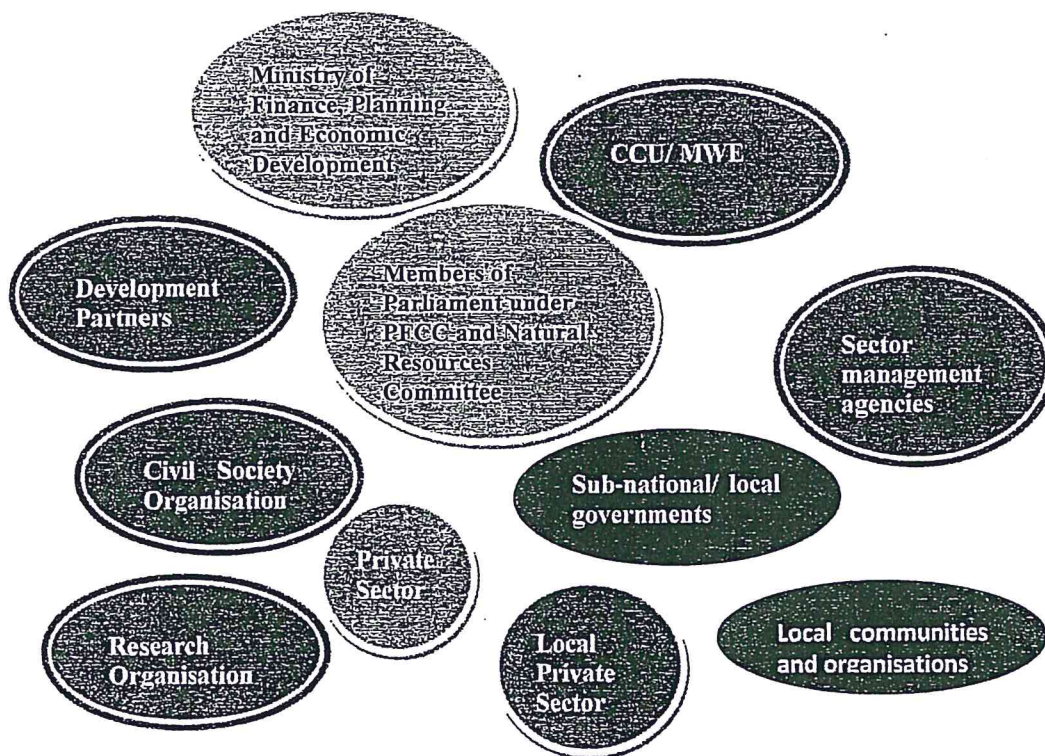 Ministry of
Finance Planning
and Economic
Development
CCU/ MWE
Development
Partners
Members of
Parliament under
PFCC and Natural
Resources
Committee
Sector
management
agencies
Civil Society
Organisation
Sub-national/ local
governments
Private
Sector
Research
Organisation
Local
Private
Sector
Local communities
and organisations